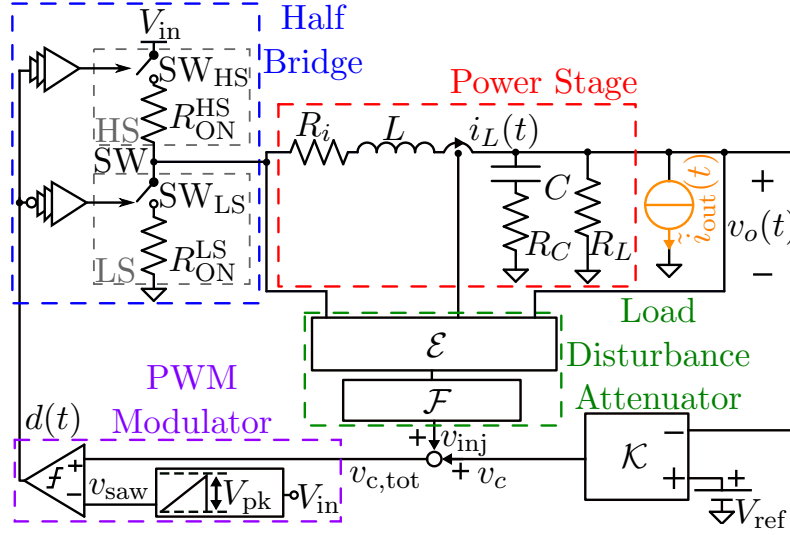 Half
Bridge
V_in
SW_HS
R_ON^HS
HS
SW
SW_LS
R_ON^LS
LS
Power Stage
R_i
L
i_L(t)
C
R_C
R_L
ĩ_out(t)
+
v_o(t)
−
Load
Disturbance
Attenuator
ℰ
ℱ
PWM
Modulator
d(t)
+
−
v_saw
V_pk
V_in
v_c,tot
+
v_inj
+
v_c
𝒦
−
+
+
V_ref